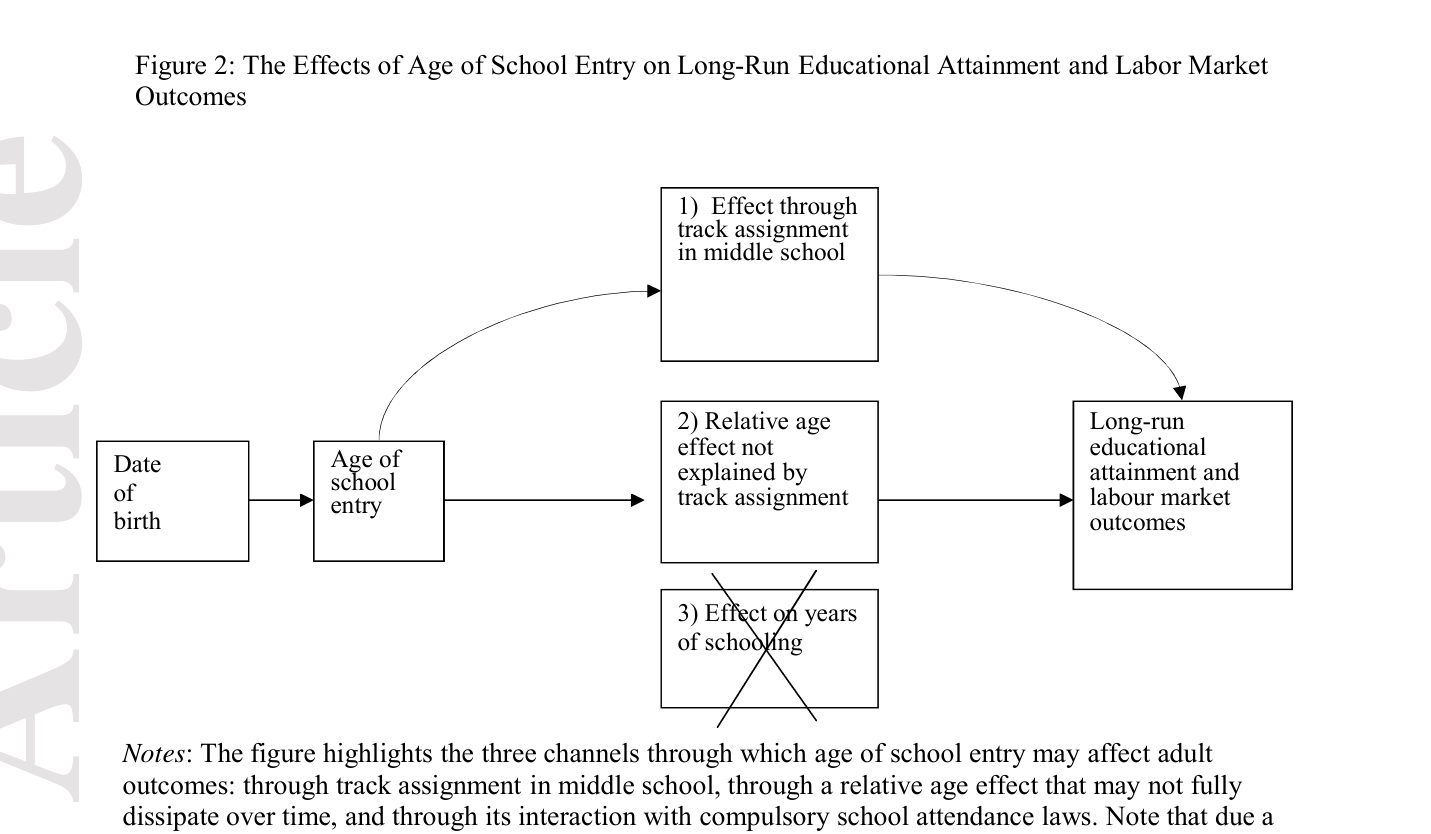 Figure 2: The Effects of Age of School Entry on Long-Run Educational Attainment and Labor Market
Outcomes
1)  Effect through
track assignment
in middle school
Date
of
birth
Age of
school
entry
2) Relative age
effect not
explained by
track assignment
Long-run
educational
attainment and
labour market
outcomes
3) Effect on years
of schooling
Notes: The figure highlights the three channels through which age of school entry may affect adult
outcomes: through track assignment in middle school, through a relative age effect that may not fully
dissipate over time, and through its interaction with compulsory school attendance laws. Note that due a
Article